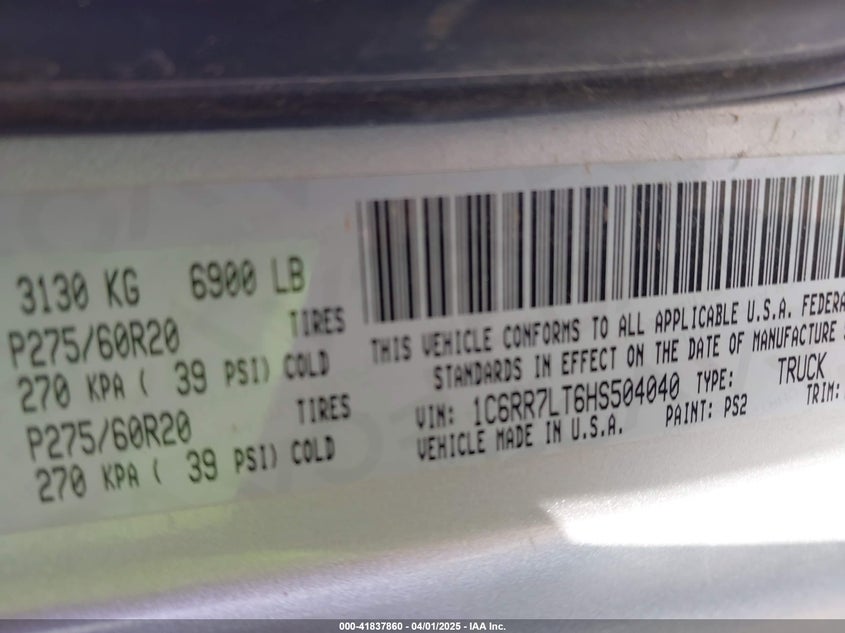 3130 KG 6900 LB
P275/60R20 TIRES
270 KPA ( 39 PSI) COLD
P275/60R20 TIRES
270 KPA ( 39 PSI) COLD
THIS VEHICLE CONFORMS TO ALL APPLICABLE U.S.A. FEDERA
STANDARDS IN EFFECT ON THE DATE OF MANUFACTURE S
VIN: 1C6RR7LT6HS504040 TYPE: TRUCK
VEHICLE MADE IN U.S.A. PAINT: PS2 TRIM:
000-41837860 - 04/01/2025 - IAA Inc.